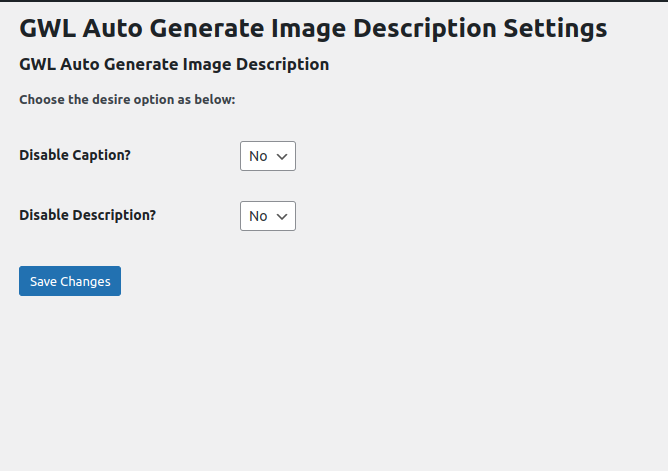 GWL Auto Generate Image Description Settings
GWL Auto Generate Image Description
Choose the desire option as below:
Disable Caption? No
Disable Description? No
Save Changes